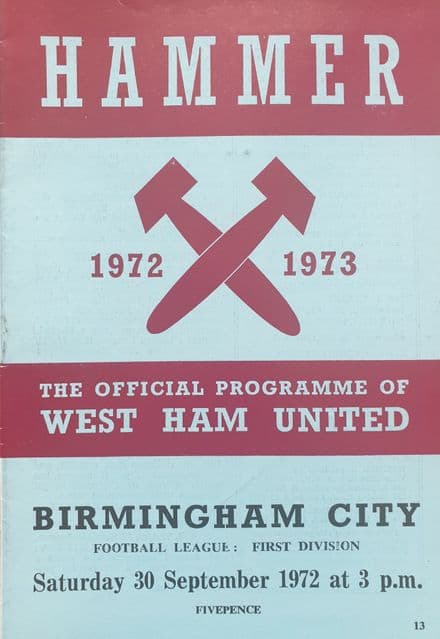 HAMMER
1972 1973
THE OFFICIAL PROGRAMME OF
WEST HAM UNITED
BIRMINGHAM CITY
FOOTBALL LEAGUE: FIRST DIVISION
Saturday 30 September 1972 at 3 p.m.
FIVEPENCE
13